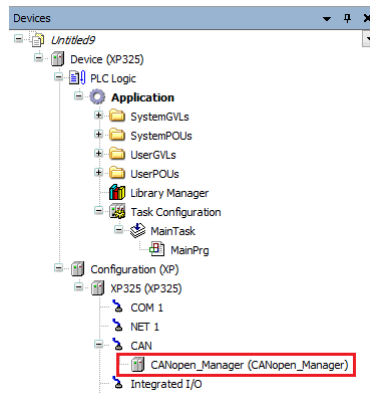 Devices
Untitled9
Device (XP325)
PLC Logic
Application
SystemGVLs
SystemPOUs
UserGVLs
UserPOUs
Library Manager
Task Configuration
MainTask
MainPrg
Configuration (XP)
XP325 (XP325)
COM 1
NET 1
CAN
CANopen_Manager (CANopen_Manager)
Integrated I/O